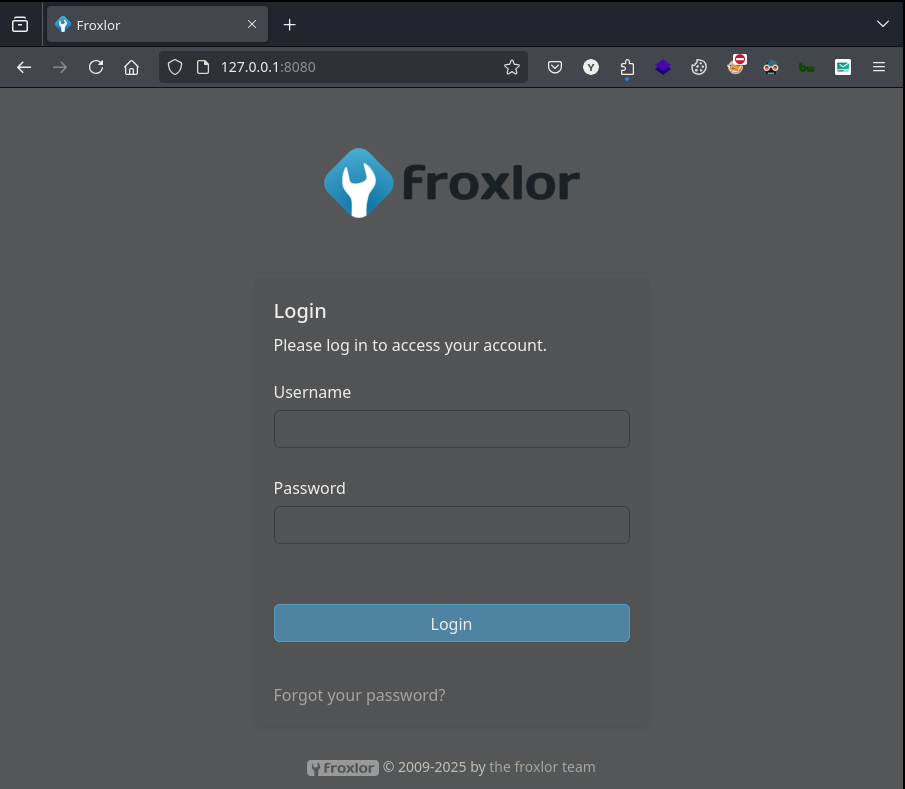 Froxlor
127.0.0.1:8080
froxlor
Login
Please log in to access your account.
Username
Password
Login
Forgot your password?
froxlor © 2009-2025 by the froxlor team